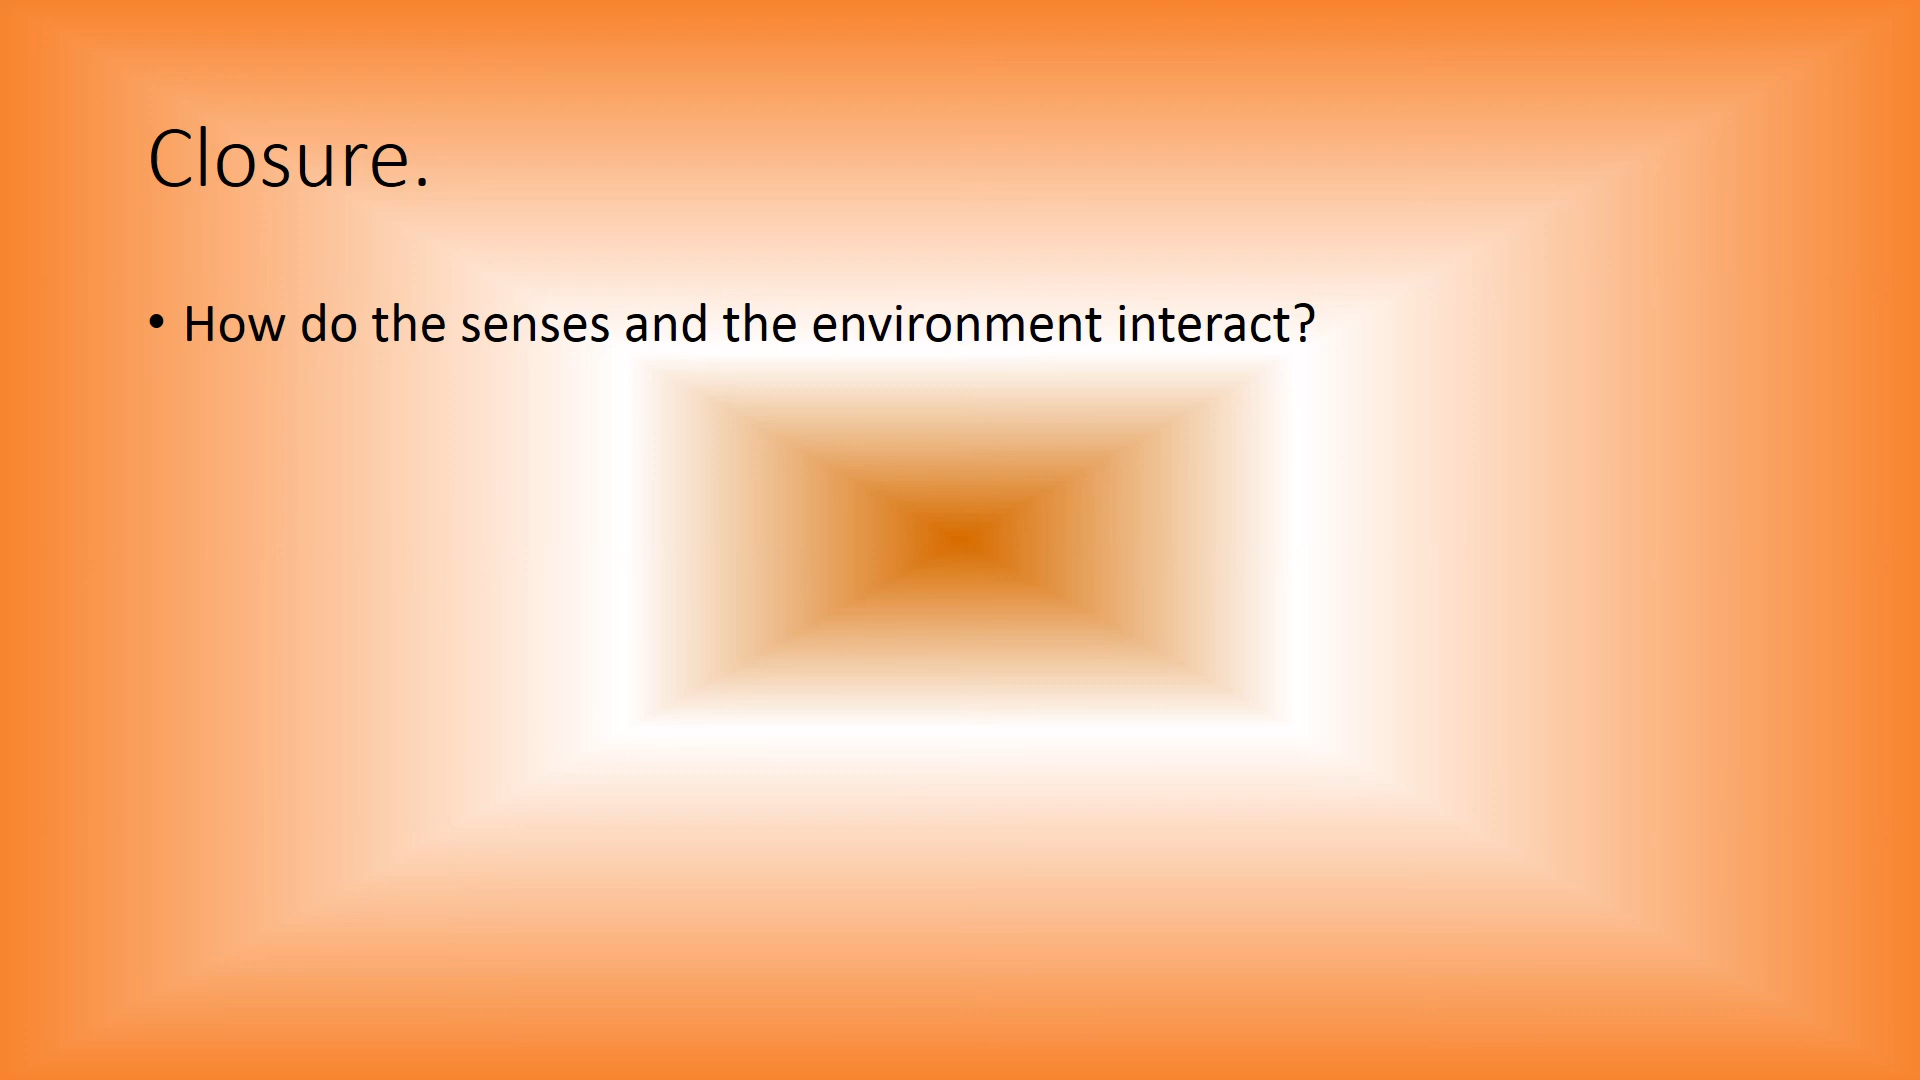 Closure.
• How do the senses and the environment interact?